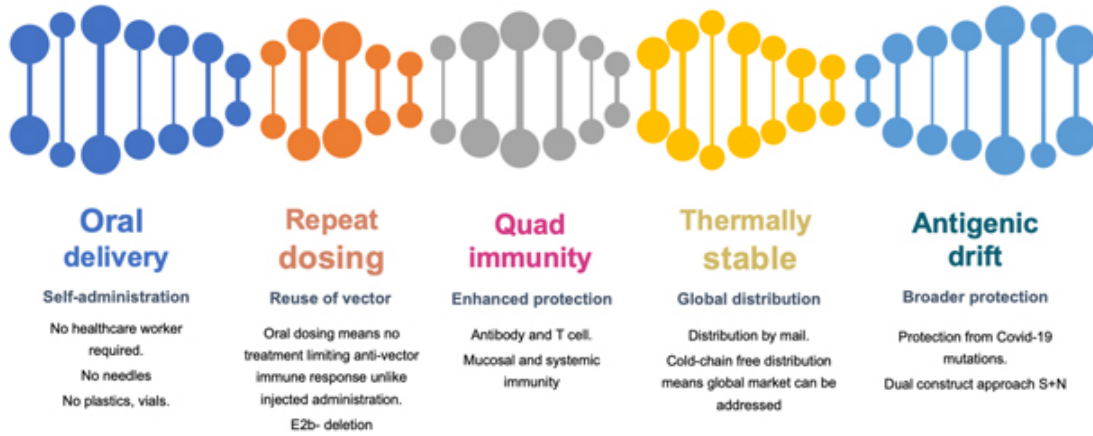 Oral
delivery
Self-administration
No healthcare worker
required.
No needles
No plastics, vials.
Repeat
dosing
Reuse of vector
Oral dosing means no
treatment limiting anti-vector
immune response unlike
injected administration.
E2b- deletion
Quad
immunity
Enhanced protection
Antibody and T cell.
Mucosal and systemic
immunity
Thermally
stable
Global distribution
Distribution by mail.
Cold-chain free distribution
means global market can be
addressed
Antigenic
drift
Broader protection
Protection from Covid-19
mutations.
Dual construct approach S+N